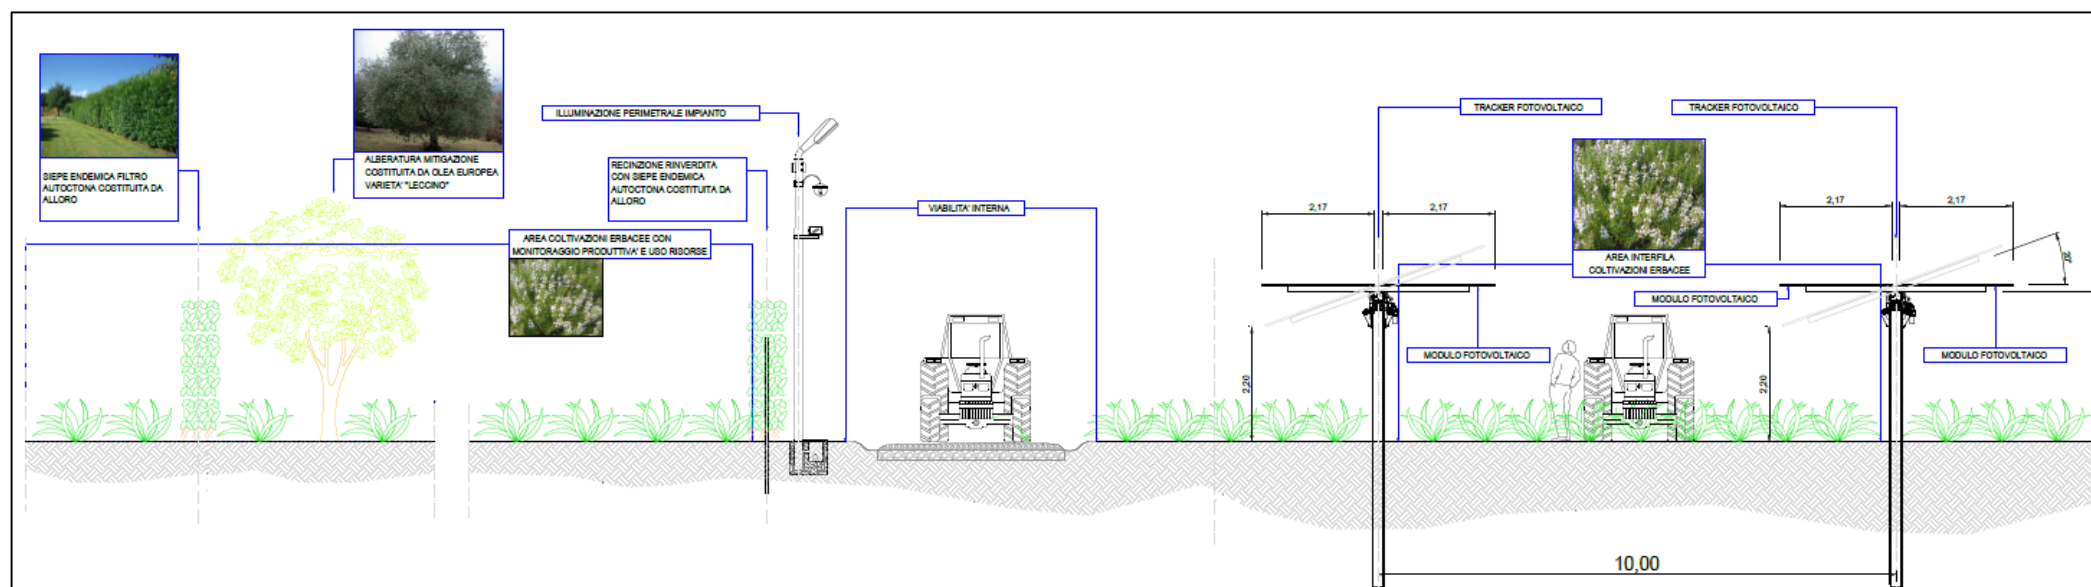 SIEPE ENDEMICA FILTRO
AUTOCTONA COSTITUITA DA
ALLORO
ALBERATURA MITIGAZIONE
COSTITUITA DA OLEA EUROPEA
VARIETA' "LECCINO"
ILLUMINAZIONE PERIMETRALE IMPIANTO
RECINZIONE RINVERDITA
CON SIEPE ENDEMICA
AUTOCTONA COSTITUITA DA
ALLORO
AREA COLTIVAZIONI ERBACEE CON
MONITORAGGIO PRODUTTIVA' E USO RISORSE
VIABILITA' INTERNA
TRACKER FOTOVOLTAICO
TRACKER FOTOVOLTAICO
2,17
2,17
2,17
2,17
AREA INTERFILA
COLTIVAZIONI ERBACEE
MODULO FOTOVOLTAICO
MODULO FOTOVOLTAICO
MODULO FOTOVOLTAICO
2,20
2,20
10,00